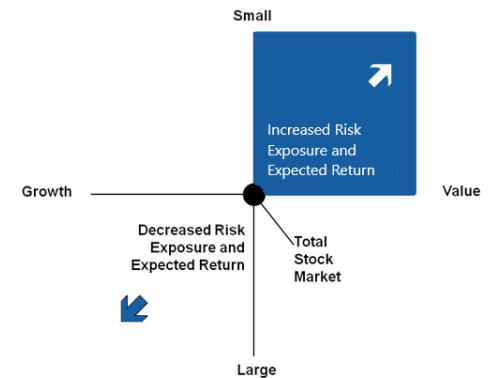 Small
Increased Risk
Exposure and
Expected Return
Growth
Value
Decreased Risk
Exposure and
Expected Return
Total
Stock
Market
Large